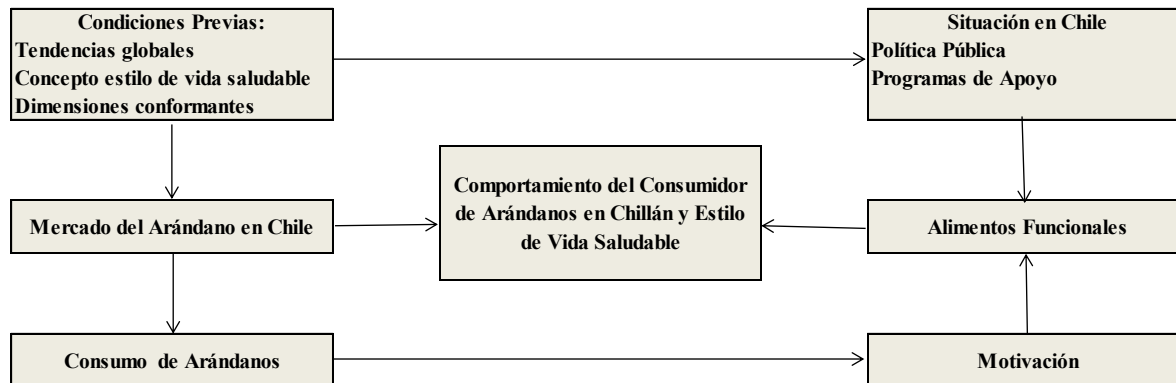 Condiciones Previas:
Tendencias globales
Concepto estilo de vida saludable
Dimensiones conformantes
Situación en Chile
Política Pública
Programas de Apoyo
Mercado del Arándano en Chile
Comportamiento del Consumidor
de Arándanos en Chillán y Estilo
de Vida Saludable
Alimentos Funcionales
Consumo de Arándanos
Motivación